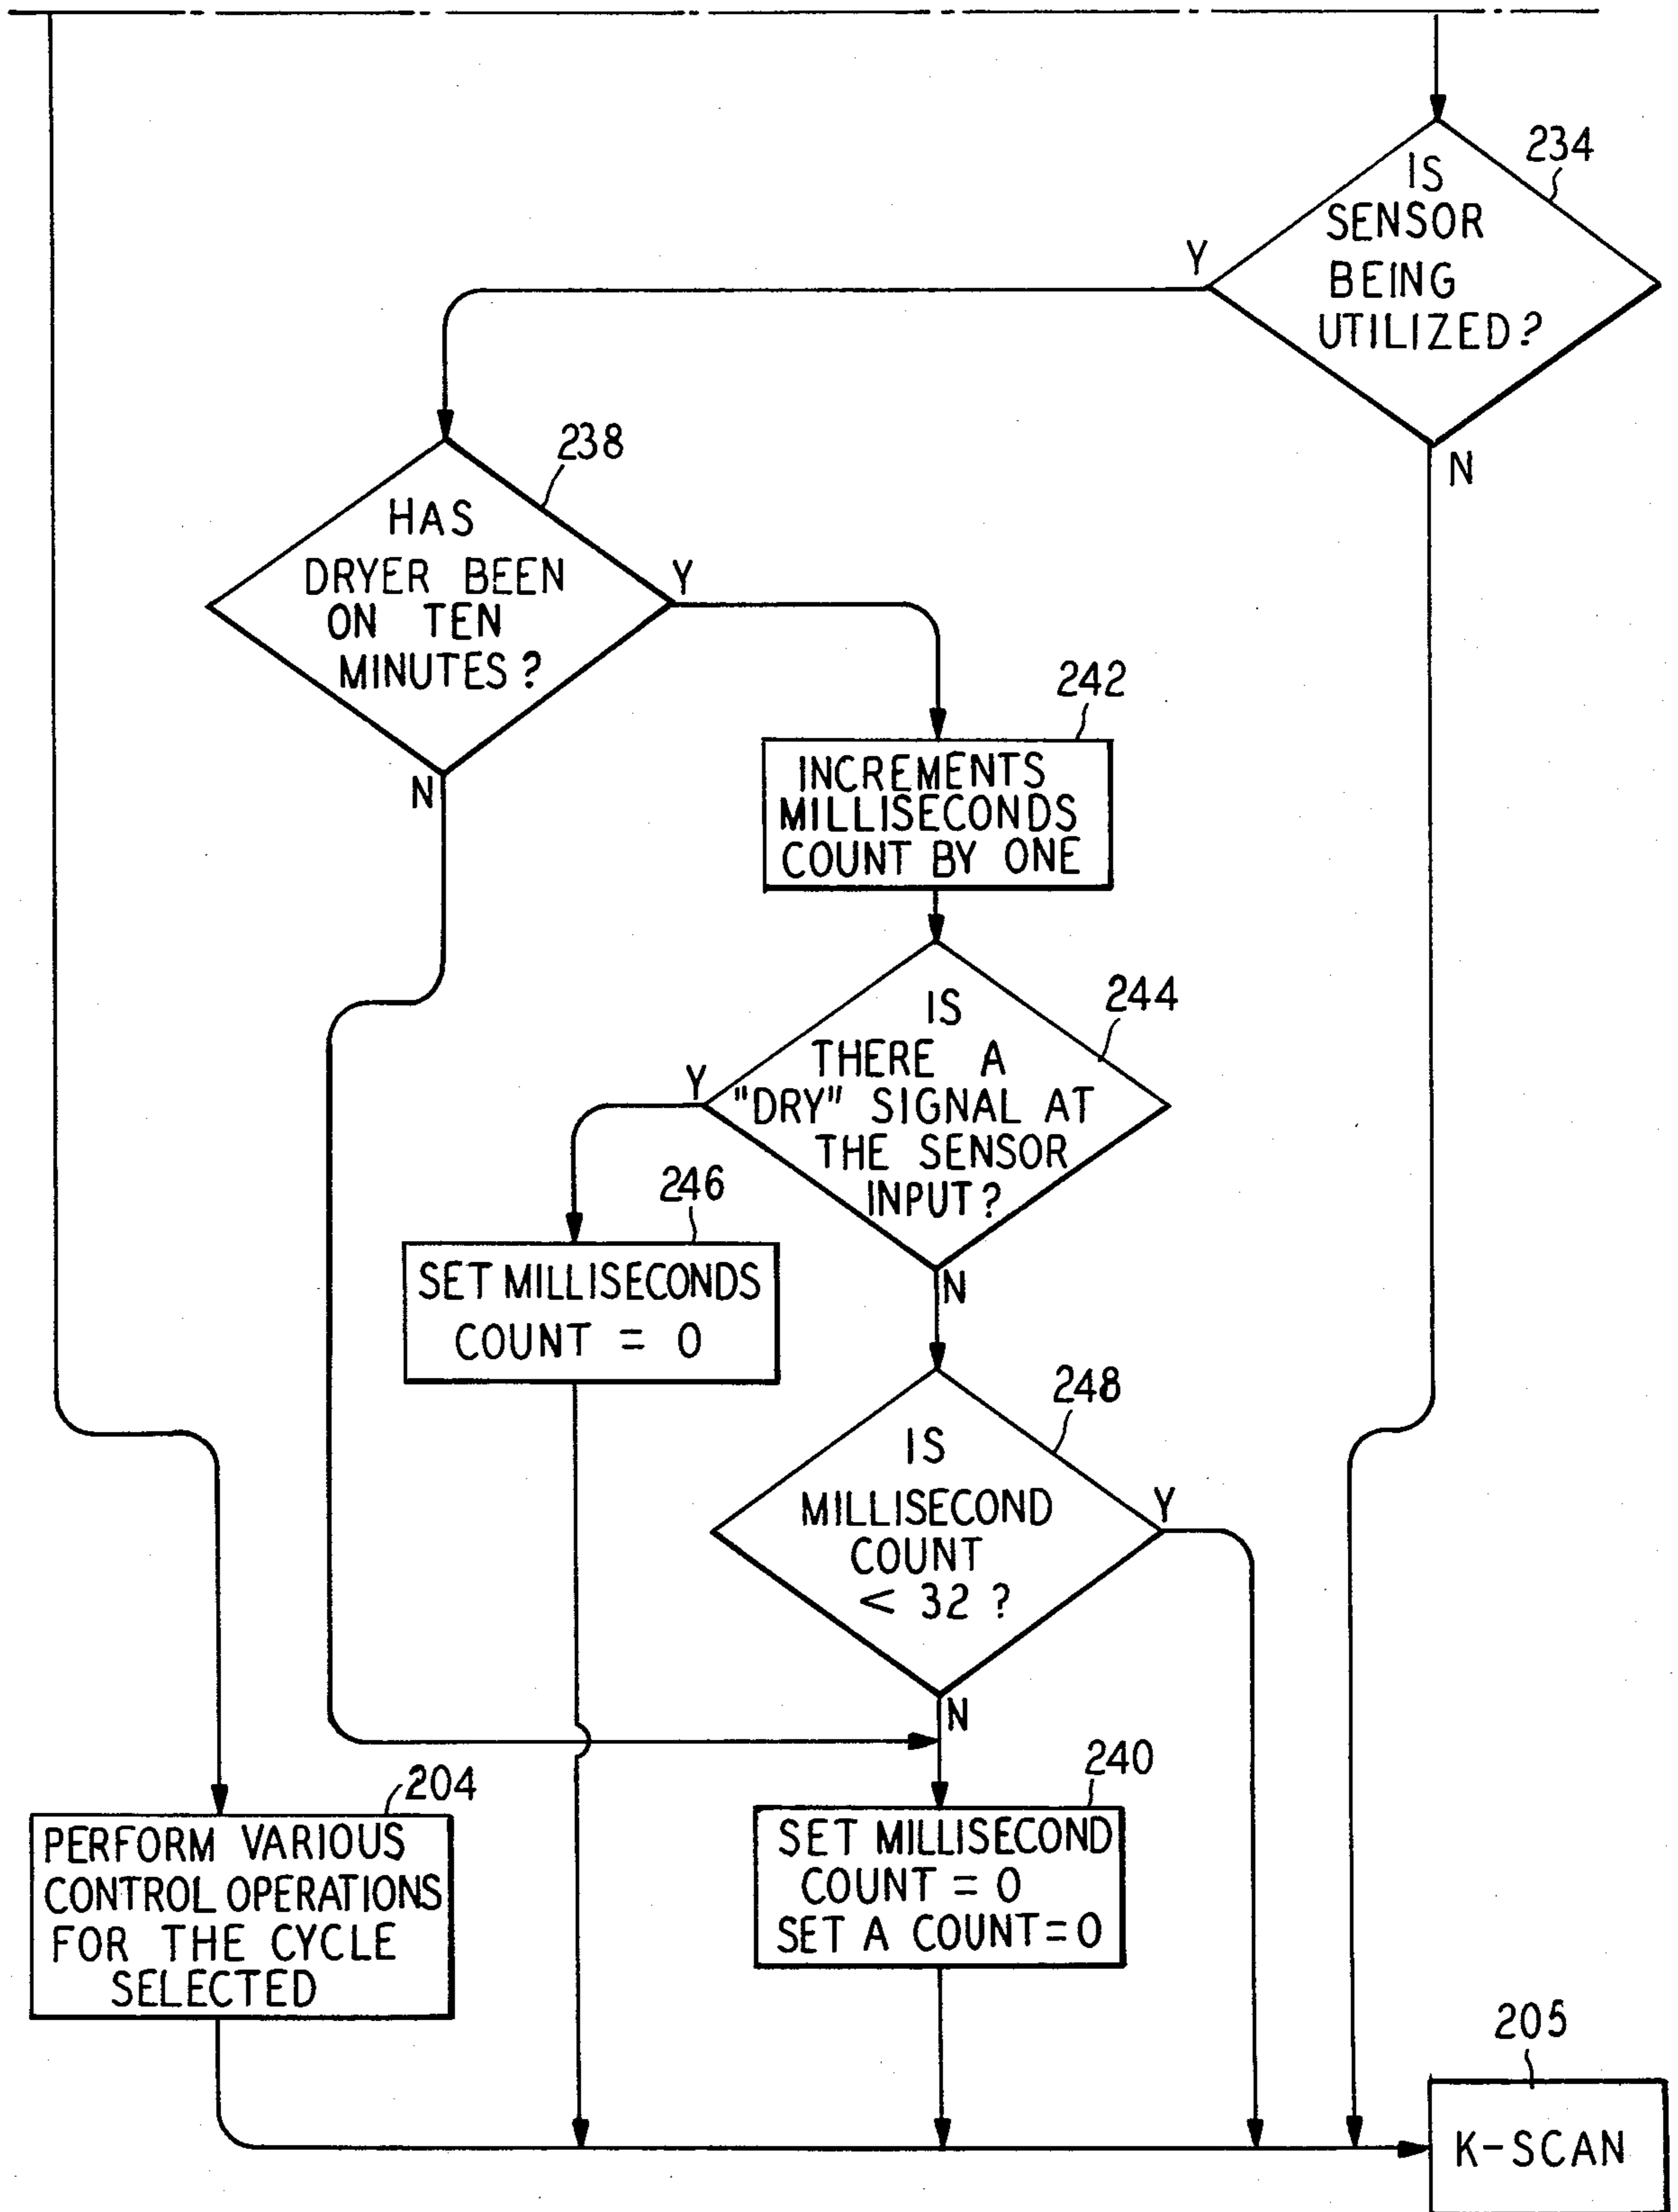 234
IS
SENSOR
BEING
UTILIZED?
Y
N
238
HAS
DRYER BEEN
ON TEN
MINUTES?
Y
N
242
INCREMENTS
MILLISECONDS
COUNT BY ONE
244
IS
THERE A
"DRY" SIGNAL AT
THE SENSOR
INPUT?
Y
N
246
SET MILLISECONDS
COUNT = 0
248
IS
MILLISECOND
COUNT
< 32 ?
Y
N
204
PERFORM VARIOUS
CONTROL OPERATIONS
FOR THE CYCLE
SELECTED
240
SET MILLISECOND
COUNT = 0
SET A COUNT=0
205
K-SCAN